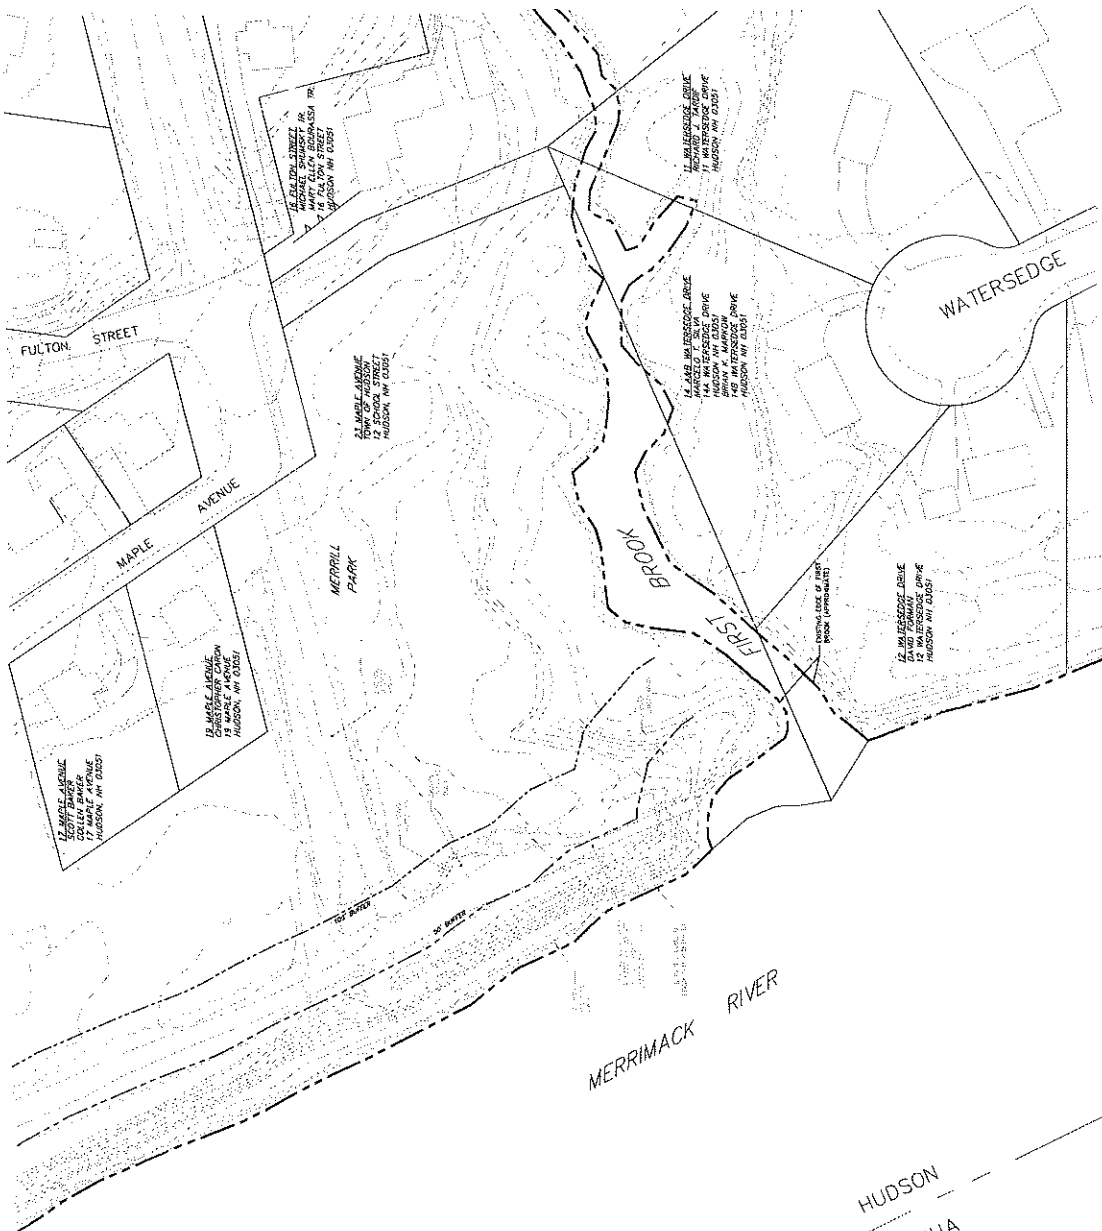 16 FULTON STREET
MICHAEL SHUMSKY TR.
MARY ELLEN BOURASSA TR.
16 FULTON STREET
HUDSON NH 03051
11 WATERSEDGE DRIVE
RICHARD J. TARDIF
11 WATERSEDGE DRIVE
HUDSON NH 03051
WATERSEDGE
FULTON STREET
14 A&B WATERSEDGE DRIVE
MARCELO T. SILVA
14A WATERSEDGE DRIVE
HUDSON NH 03051
BRIAN K. MARKOW
14B WATERSEDGE DRIVE
HUDSON NH 03051
23 MAPLE AVENUE
TOWN OF HUDSON
12 SCHOOL STREET
HUDSON, NH 03051
MAPLE AVENUE
MERRILL
PARK
FIRST BROOK
EXISTING EDGE OF FIRST
BROOK (APPROXIMATE)
12 WATERSEDGE DRIVE
DAVID FORMAN
12 WATERSEDGE DRIVE
HUDSON NH 03051
19 MAPLE AVENUE
CHRISTOPHER CARON
19 MAPLE AVENUE
HUDSON, NH 03051
17 MAPLE AVENUE
SCOTT BAKER
COLLEN BAKER
17 MAPLE AVENUE
HUDSON, NH 03051
100' BUFFER
50' BUFFER
MERRIMACK RIVER
HUDSON